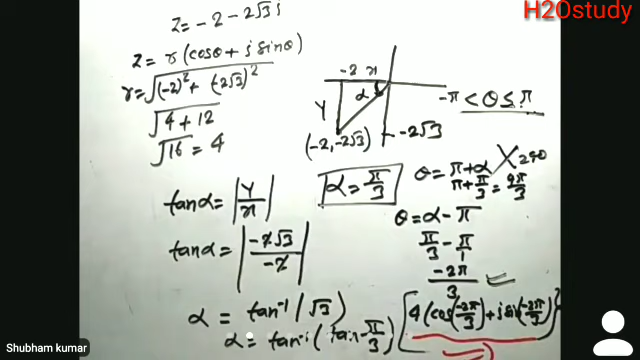 H2Ostudy
Z = -2 - 2√3 i
Z = r (cosθ + i sinθ)
r = √(-2)² + (-2√3)²
√4 + 12
√16 = 4
-2 x
α
Y
(-2, -2√3)
-2√3
-π < θ ≤ π
α = π/3
θ = π + α
π + π/3 = 4π/3
tanα = |Y/x|
tanα = |-2√3/-2|
α = tan⁻¹(√3)
α = tan⁻¹(tan π/3)
θ = α - π
π/3 - π/1
-2π/3
4(cos(-2π/3) + i sin(-2π/3))
Shubham kumar